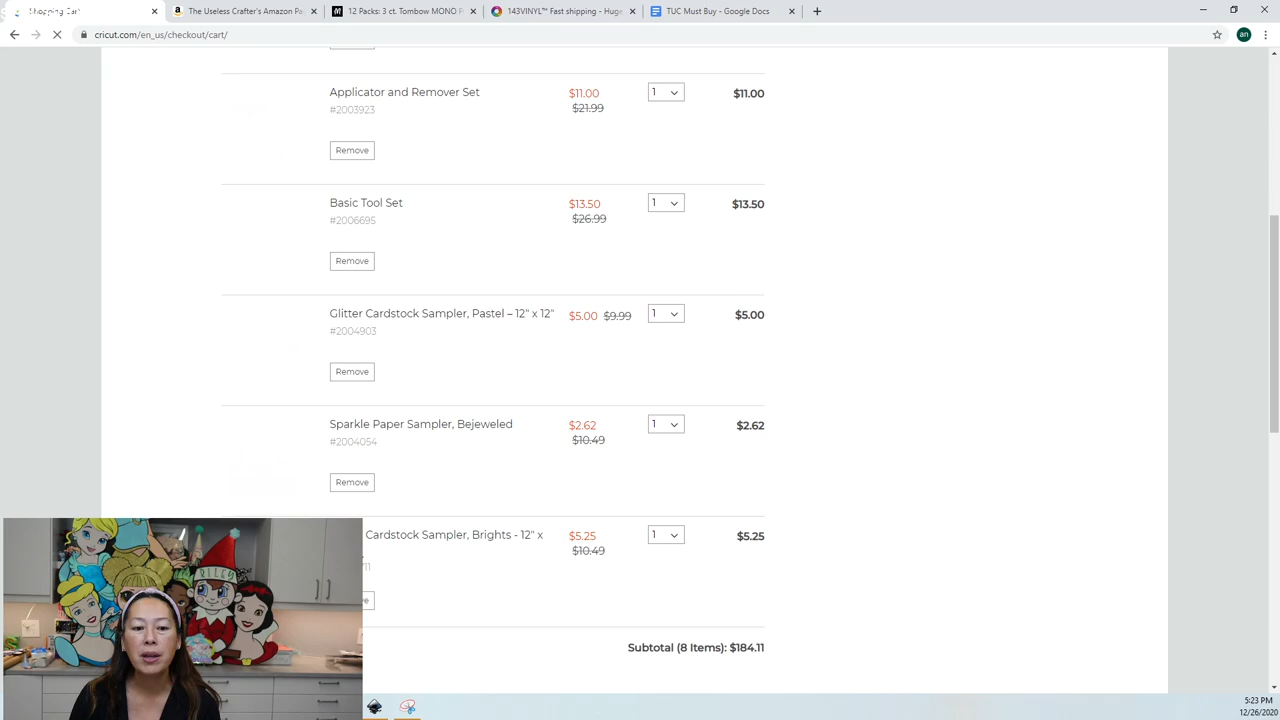 Shopping Cart
The Useless Crafter's Amazon Pa
12 Packs: 3 ct. Tombow MONO P
143VINYL™ Fast shipping - Huge
TUC Must Buy - Google Docs
cricut.com/en_us/checkout/cart/
an
Applicator and Remover Set $11.00 1 $11.00
#2003923 $21.99
Remove
Basic Tool Set $13.50 1 $13.50
#2006695 $26.99
Remove
Glitter Cardstock Sampler, Pastel – 12" x 12" $5.00 $9.99 1 $5.00
#2004903
Remove
Sparkle Paper Sampler, Bejeweled $2.62 1 $2.62
#2004054 $10.49
Remove
Cardstock Sampler, Brights - 12" x $5.25 1 $5.25
$10.49
RILEY
Subtotal (8 Items): $184.11
5:23 PM
12/26/2020